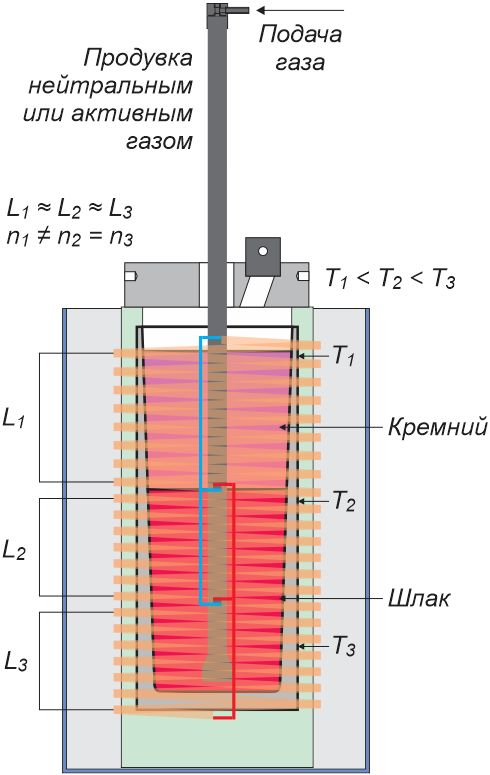 Подача
газа
Продувка
нейтральным
или активным
газом
L1 ≈ L2 ≈ L3
n1 ≠ n2 = n3
T1 < T2 < T3
T1
L1
Кремний
T2
L2
Шлак
T3
L3